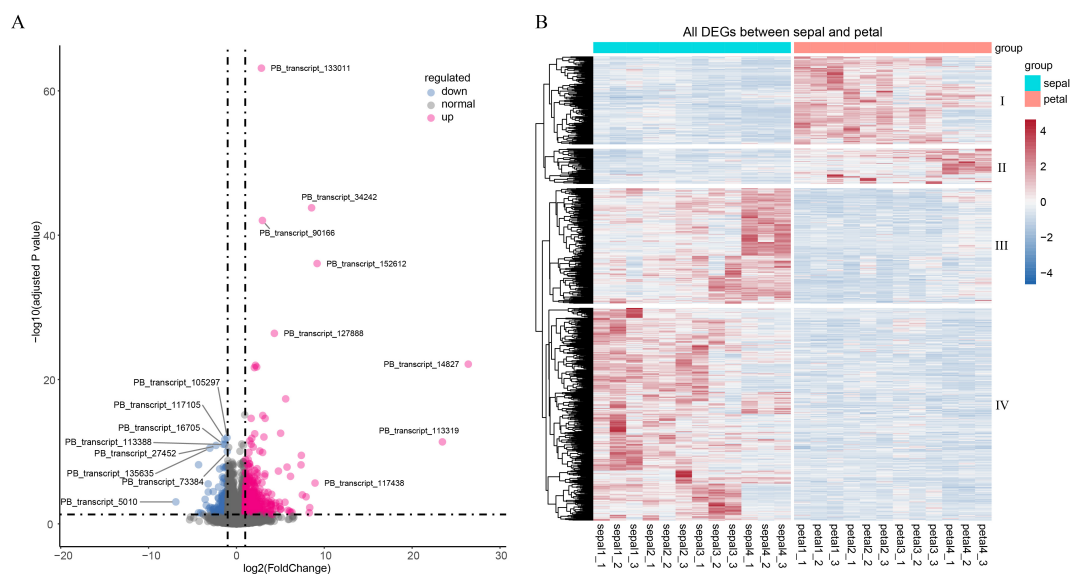 A
B
All DEGs between sepal and petal
group
group
sepal
petal
4
2
0
−2
−4
I
II
III
IV
regulated
down
normal
up
PB_transcript_133011
PB_transcript_34242
PB_transcript_90166
PB_transcript_152612
PB_transcript_127888
PB_transcript_14827
PB_transcript_105297
PB_transcript_117105
PB_transcript_16705
PB_transcript_113388
PB_transcript_27452
PB_transcript_135635
PB_transcript_73384
PB_transcript_5010
PB_transcript_113319
PB_transcript_117438
−log10(adjusted P value)
60
40
20
0
−20
−10
0
10
20
30
log2(FoldChange)
sepal1_1
sepal1_2
sepal1_3
sepal2_1
sepal2_2
sepal2_3
sepal3_1
sepal3_2
sepal3_3
sepal4_1
sepal4_2
sepal4_3
petal1_1
petal1_2
petal1_3
petal2_1
petal2_2
petal2_3
petal3_1
petal3_2
petal3_3
petal4_1
petal4_2
petal4_3